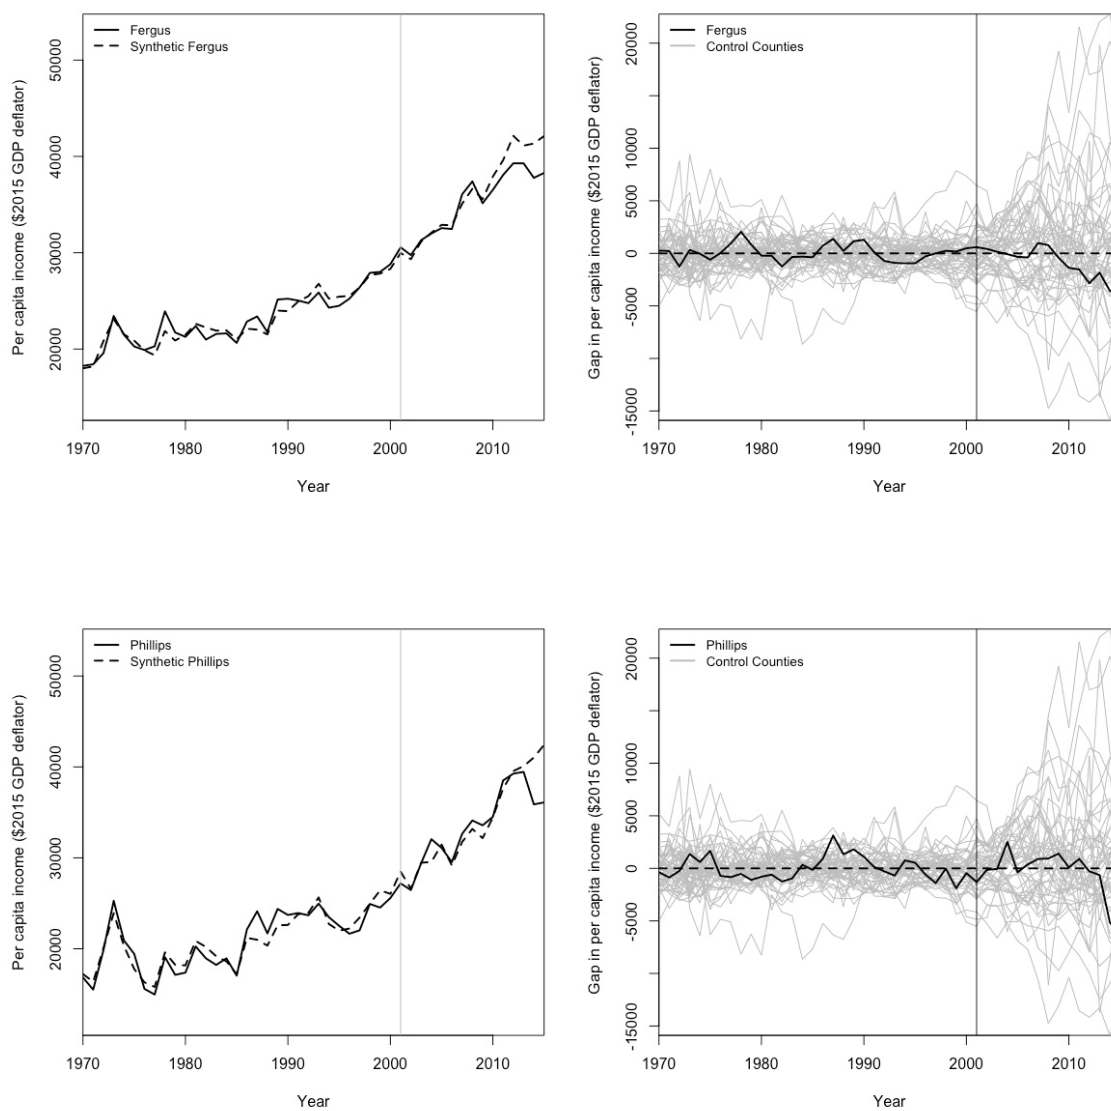 Fergus
Synthetic Fergus
Per capita income ($2015 GDP deflator)
50000
40000
30000
20000
1970
1980
1990
2000
2010
Year
Fergus
Control Counties
Gap in per capita income ($2015 GDP deflator)
20000
10000
5000
0
-5000
-15000
1970
1980
1990
2000
2010
Year
Phillips
Synthetic Phillips
Per capita income ($2015 GDP deflator)
50000
40000
30000
20000
1970
1980
1990
2000
2010
Year
Phillips
Control Counties
Gap in per capita income ($2015 GDP deflator)
20000
10000
5000
0
-5000
-15000
1970
1980
1990
2000
2010
Year